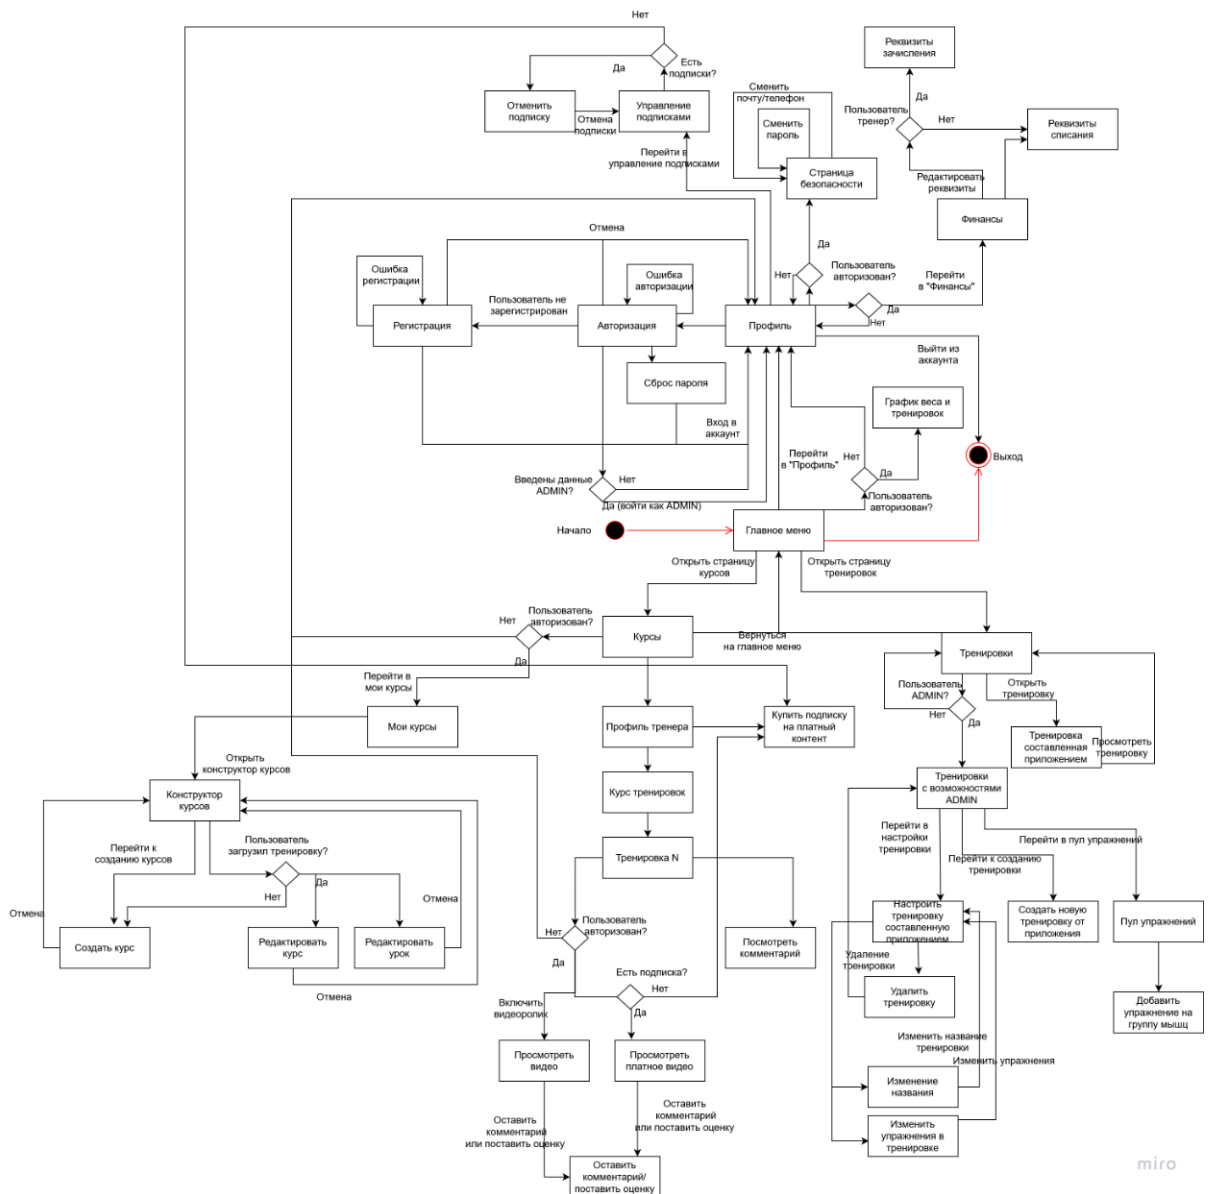 Нет
Есть
подписки?
Да
Отменить
подписку
Отмена
подписки
Управление
подписками
Перейти в
управление подписками
Сменить
почту/телефон
Сменить
пароль
Страница
безопасности
Реквизиты
зачисления
Да
Пользователь
тренер?
Нет
Реквизиты
списания
Редактировать
реквизиты
Финансы
Да
Пользователь
авторизован?
Нет
Перейти
в "Финансы"
Да
Нет
Отмена
Ошибка
регистрации
Ошибка
авторизации
Пользователь не
зарегистрирован
Регистрация
Авторизация
Профиль
Сброс пароля
Выйти из
аккаунта
График веса и
тренировок
Вход в
аккаунт
Перейти
в "Профиль"
Нет
Да
Выход
Введены данные
ADMIN?
Нет
Да (войти как ADMIN)
Пользователь
авторизован?
Начало
Главное меню
Открыть страницу
курсов
Открыть страницу
тренировок
Пользователь
авторизован?
Нет
Да
Курсы
Вернуться
на главное меню
Тренировки
Перейти в
мои курсы
Мои курсы
Профиль тренера
Купить подписку
на платный
контент
Пользователь
ADMIN?
Нет
Да
Открыть
тренировку
Тренировка
составленная
приложением
Просмотреть
тренировку
Открыть
конструктор курсов
Конструктор
курсов
Курс тренировок
Тренировки
с возможностями
ADMIN
Перейти к
созданию курсов
Пользователь
загрузил тренировку?
Нет
Да
Отмена
Отмена
Тренировка N
Перейти в
настройки
тренировки
Перейти к созданию
тренировки
Перейти в пул упражнений
Создать курс
Редактировать
курс
Редактировать
урок
Отмена
Нет
Пользователь
авторизован?
Да
Посмотреть
комментарий
Настроить
тренировку
составленную
приложением
Создать новую
тренировку от
приложения
Пул упражнений
Есть подписка?
Нет
Да
Включить
видеоролик
Удаление
тренировки
Удалить
тренировку
Добавить
упражнение на
группу мышц
Просмотреть
видео
Просмотреть
платное видео
Изменить название
тренировки
Изменить упражнения
Изменение
названия
Оставить
комментарий
или поставить оценку
Оставить
комментарий
или поставить оценку
Изменить
упражнения в
тренировке
Оставить
комментарий/
поставить оценку
miro